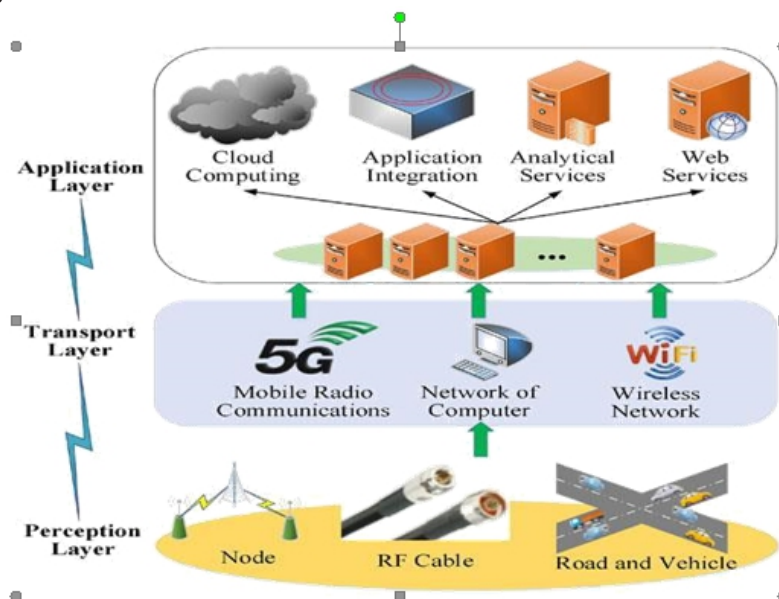 Application
Layer
Cloud
Computing
Application
Integration
Analytical
Services
Web
Services
...
Transport
Layer
5G
Mobile Radio
Communications
Network of
Computer
WiFi
Wireless
Network
Perception
Layer
Node
RF Cable
Road and Vehicle